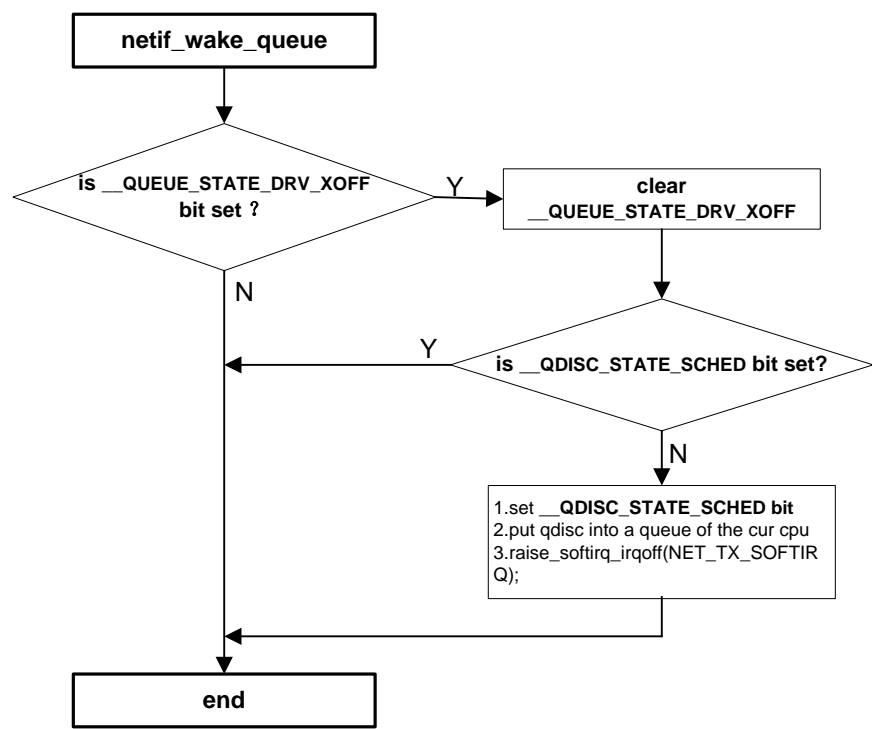 netif_wake_queue
is __QUEUE_STATE_DRV_XOFF
bit set ？
Y
clear
__QUEUE_STATE_DRV_XOFF
N
Y
is __QDISC_STATE_SCHED bit set?
N
1.set __QDISC_STATE_SCHED bit
2.put qdisc into a queue of the cur cpu
3.raise_softirq_irqoff(NET_TX_SOFTIR
Q);
end